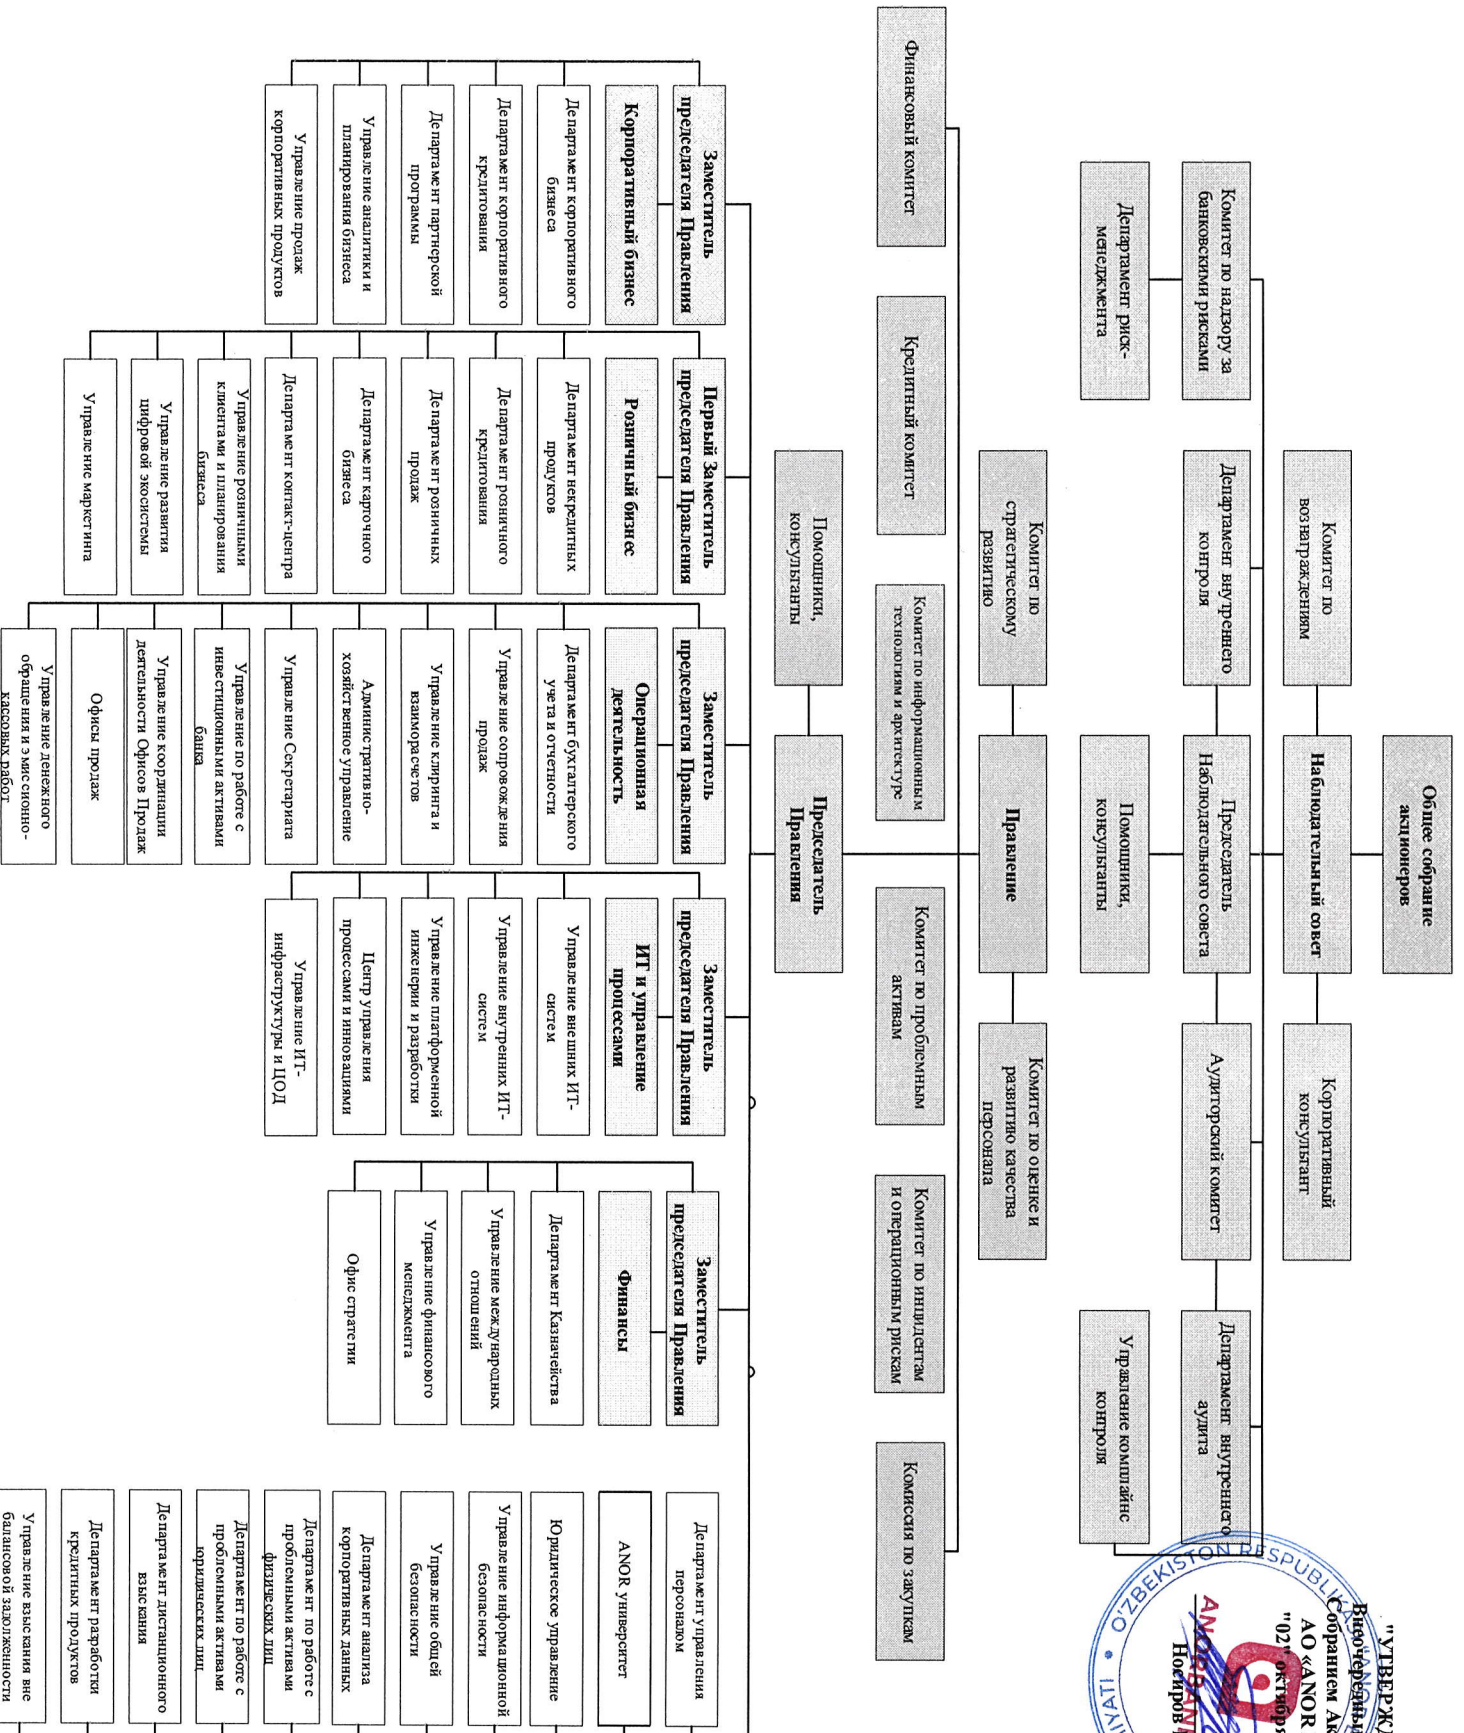 "УТВЕРЖ
Собранием Ак
АО «ANOR
"02" октября
Носиров
O'ZBEKISTON RESPUBLIKASI
Общее собрание
акционеров
Комитет по
вознаграждениям
Наблюдательный совет
Корпоративный
консультант
Комитет по надзору за
банковскими рисками
Департамент внутреннего
контроля
Председатель
Наблюдательного совета
Аудиторский комитет
Департамент внутреннего
аудита
Департамент риск-
менеджмента
Помощники,
консультанты
Управление комплайнс
контроля
Комитет по
стратегическому
развитию
Правление
Комитет по оценке и
развитию качества
персонала
Финансовый комитет
Кредитный комитет
Комитет по информационным
технологиям и архитектуре
Комитет по проблемным
активам
Комитет по инцидентам
и операционным рискам
Комиссия по закупкам
Помощники,
консультанты
Председатель
Правления
Заместитель
председателя Правления
Корпоративный бизнес
Департамент корпоративного
бизнеса
Департамент корпоративного
кредитования
Департамент партнерской
программы
Управление аналитики и
планирования бизнеса
Управление продаж
корпоративных продуктов
Первый Заместитель
председателя Правления
Розничный бизнес
Департамент некредитных
продуктов
Департамент розничного
кредитования
Департамент розничных
продаж
Департамент карточного
бизнеса
Департамент контакт-центра
Управление розничными
клиентами и планирования
бизнеса
Управление развития
цифровой экосистемы
Управление маркетинга
Заместитель
председателя Правления
Операционная
деятельность
Департамент бухгалтерского
учета и отчетности
Управление сопровождения
продаж
Управление клиринга и
взаиморасчетов
Административно-
хозяйственное управление
Управление Секретариата
Управление по работе с
инвестиционными активами
банка
Управление координации
деятельности Офисов Продаж
Офисы продаж
Управление денежного
обращения и эмиссионно-
кассовых работ
Заместитель
председателя Правления
ИТ и управление
процессами
Управление внешних ИТ-
систем
Управление внутренних ИТ-
систем
Управление платформенной
инженерии и разработки
Центр управления
процессами и инновациями
Управление ИТ-
инфраструктуры и ЦОД
Заместитель
председателя Правления
Финансы
Департамент Казначейства
Управление международных
отношений
Управление финансового
менеджмента
Офис стратегии
Департамент управления
персоналом
ANOR университет
Юридическое управление
Управление информационной
безопасности
Управление общей
безопасности
Департамент анализа
корпоративных данных
Департамент по работе с
проблемными активами
физических лиц
Департамент по работе с
проблемными активами
юридических лиц
Департамент дистанционного
взыскания
Департамент разработки
кредитных продуктов
Управление взыскания вне
балансовой задолженности